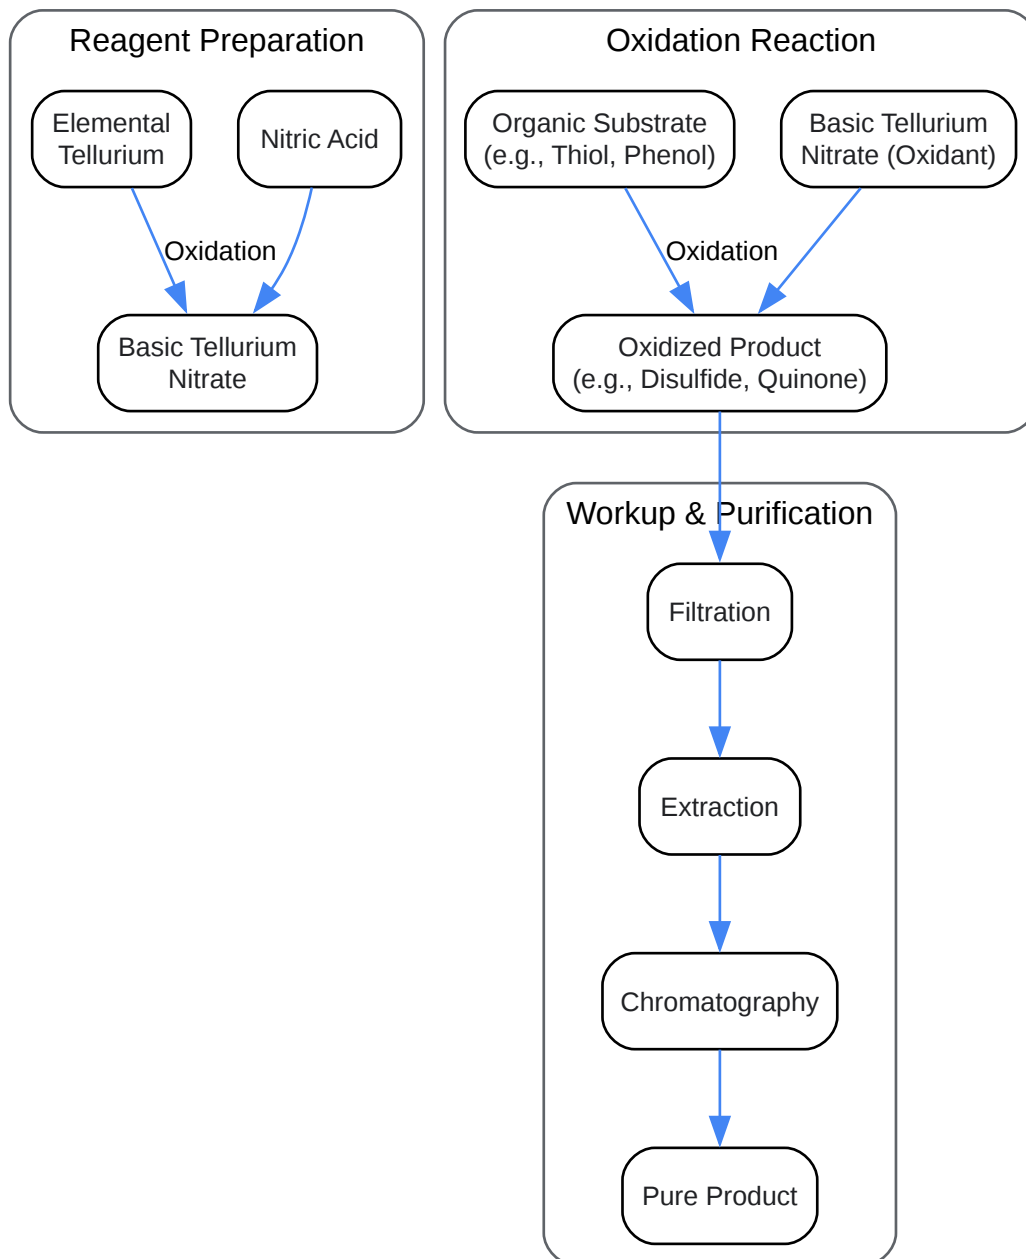 Reagent Preparation
Elemental
Tellurium
Nitric Acid
Oxidation
Basic Tellurium
Nitrate
Oxidation Reaction
Organic Substrate
(e.g., Thiol, Phenol)
Basic Tellurium
Nitrate (Oxidant)
Oxidation
Oxidized Product
(e.g., Disulfide, Quinone)
Workup & Purification
Filtration
Extraction
Chromatography
Pure Product